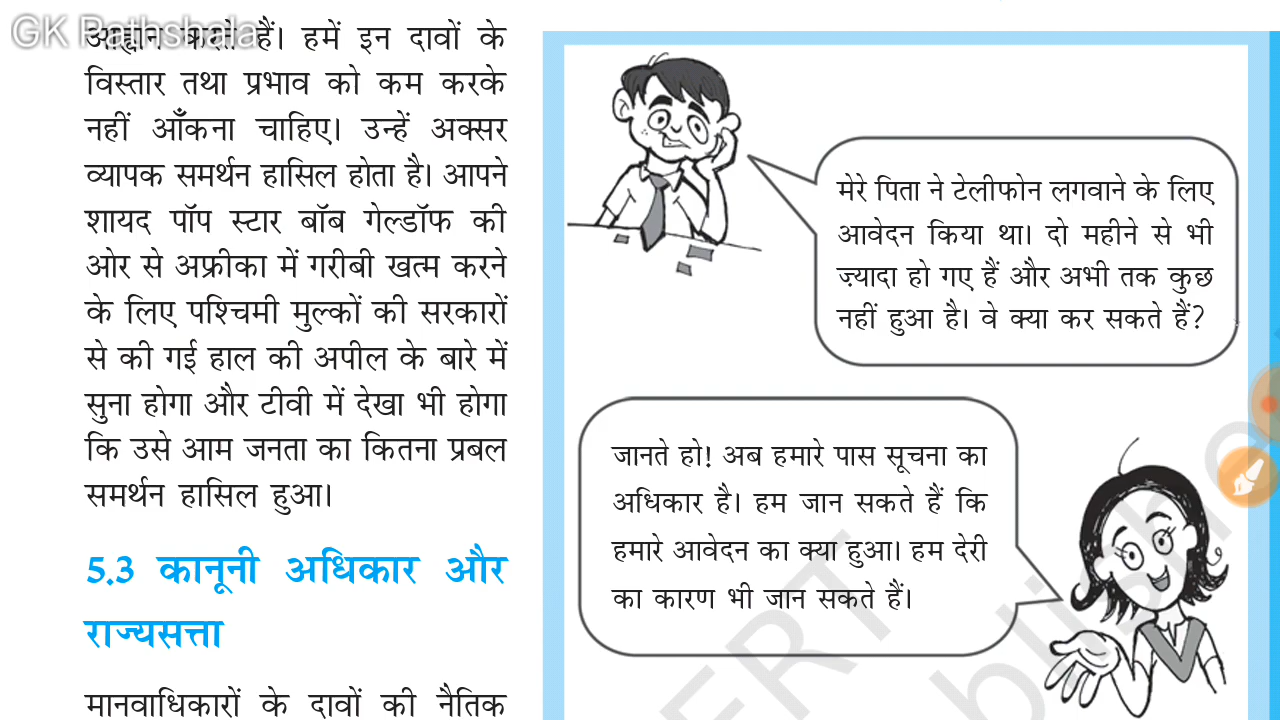 GK Pathshala
आह्वान करते हैं। हमें इन दावों के
विस्तार तथा प्रभाव को कम करके
नहीं आँकना चाहिए। उन्हें अक्सर
व्यापक समर्थन हासिल होता है। आपने
शायद पॉप स्टार बॉब गेल्डॉफ की
ओर से अफ्रीका में गरीबी खत्म करने
के लिए पश्चिमी मुल्कों की सरकारों
से की गई हाल की अपील के बारे में
सुना होगा और टीवी में देखा भी होगा
कि उसे आम जनता का कितना प्रबल
समर्थन हासिल हुआ।
5.3 कानूनी अधिकार और
राज्यसत्ता
मानवाधिकारों के दावों की नैतिक
मेरे पिता ने टेलीफोन लगवाने के लिए
आवेदन किया था। दो महीने से भी
ज़्यादा हो गए हैं और अभी तक कुछ
नहीं हुआ है। वे क्या कर सकते हैं?
जानते हो! अब हमारे पास सूचना का
अधिकार है। हम जान सकते हैं कि
हमारे आवेदन का क्या हुआ। हम देरी
का कारण भी जान सकते हैं।